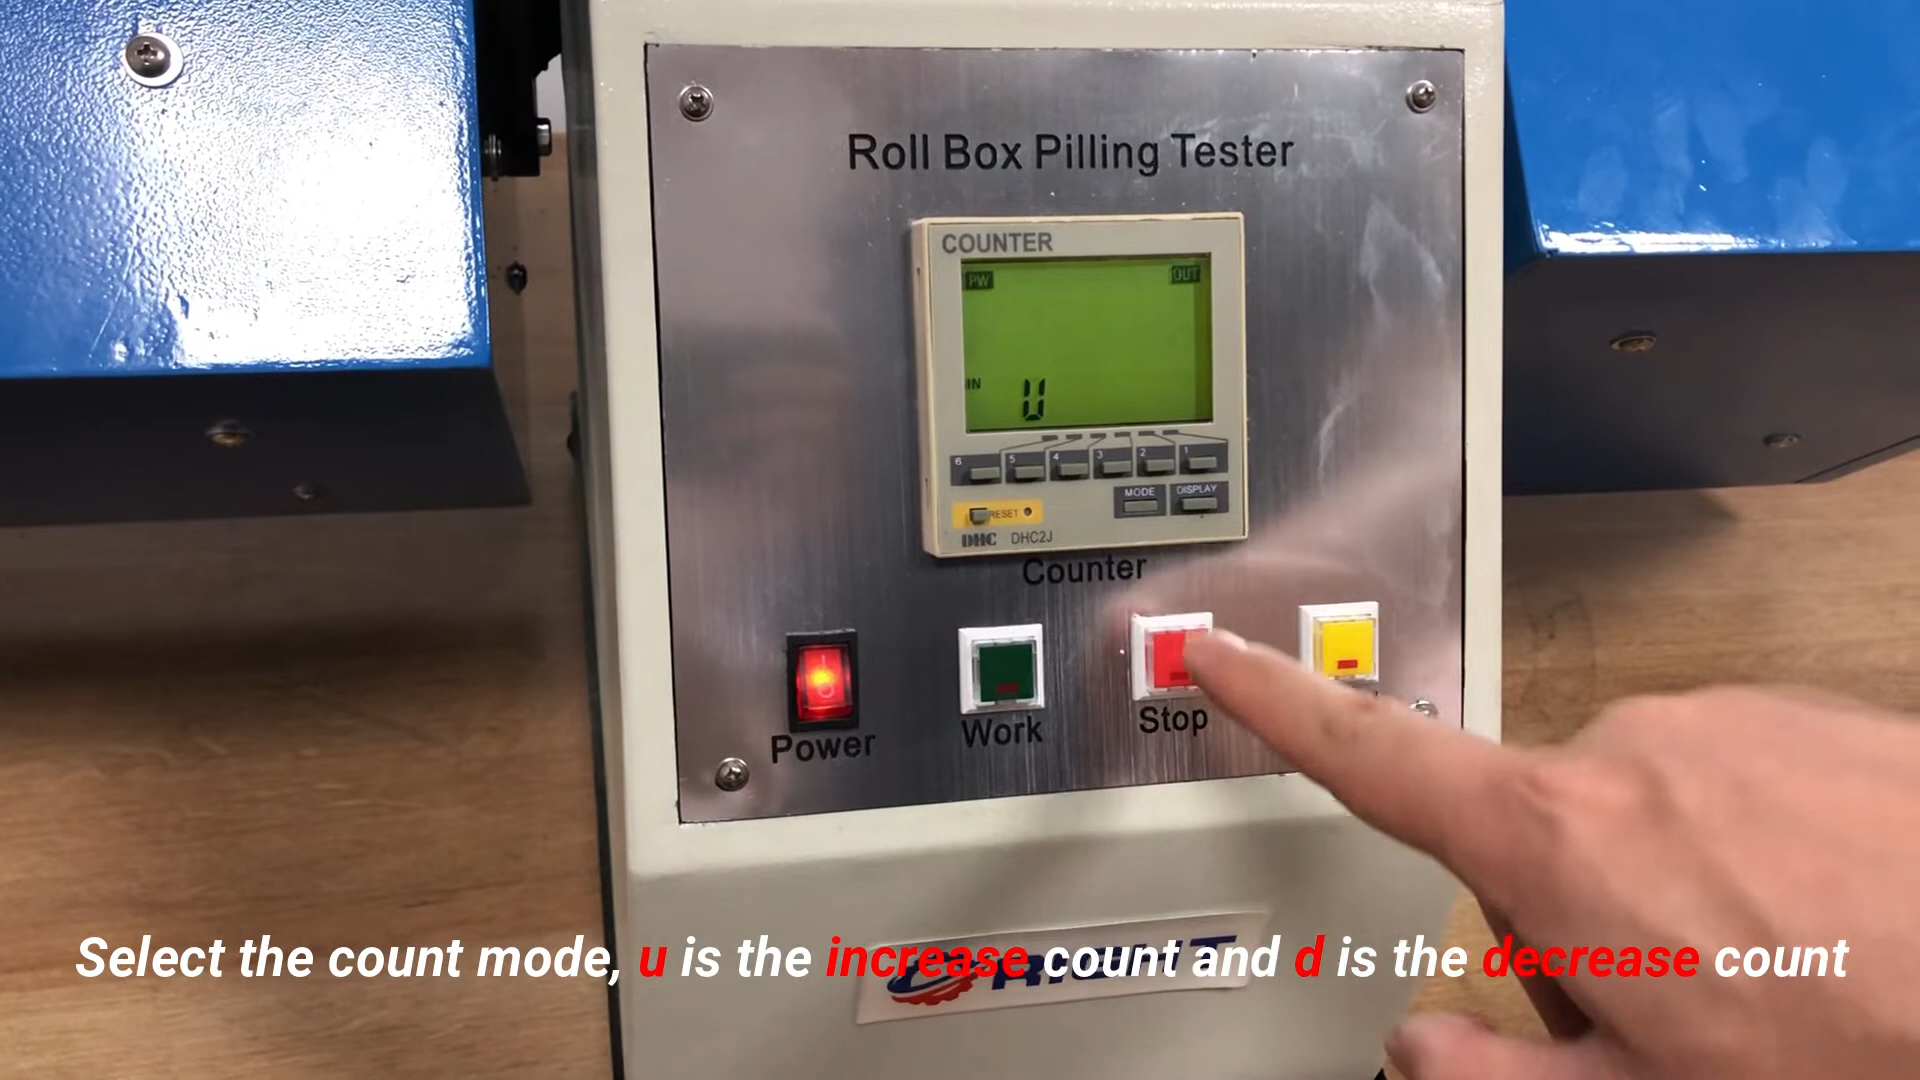 Roll Box Pilling Tester
COUNTER
PW OUT
IN U
6 5 4 3 2 1
MODE DISPLAY
RESET
DHC DHC2J
Counter
Power Work Stop
Select the count mode, u is the increase count and d is the decrease count